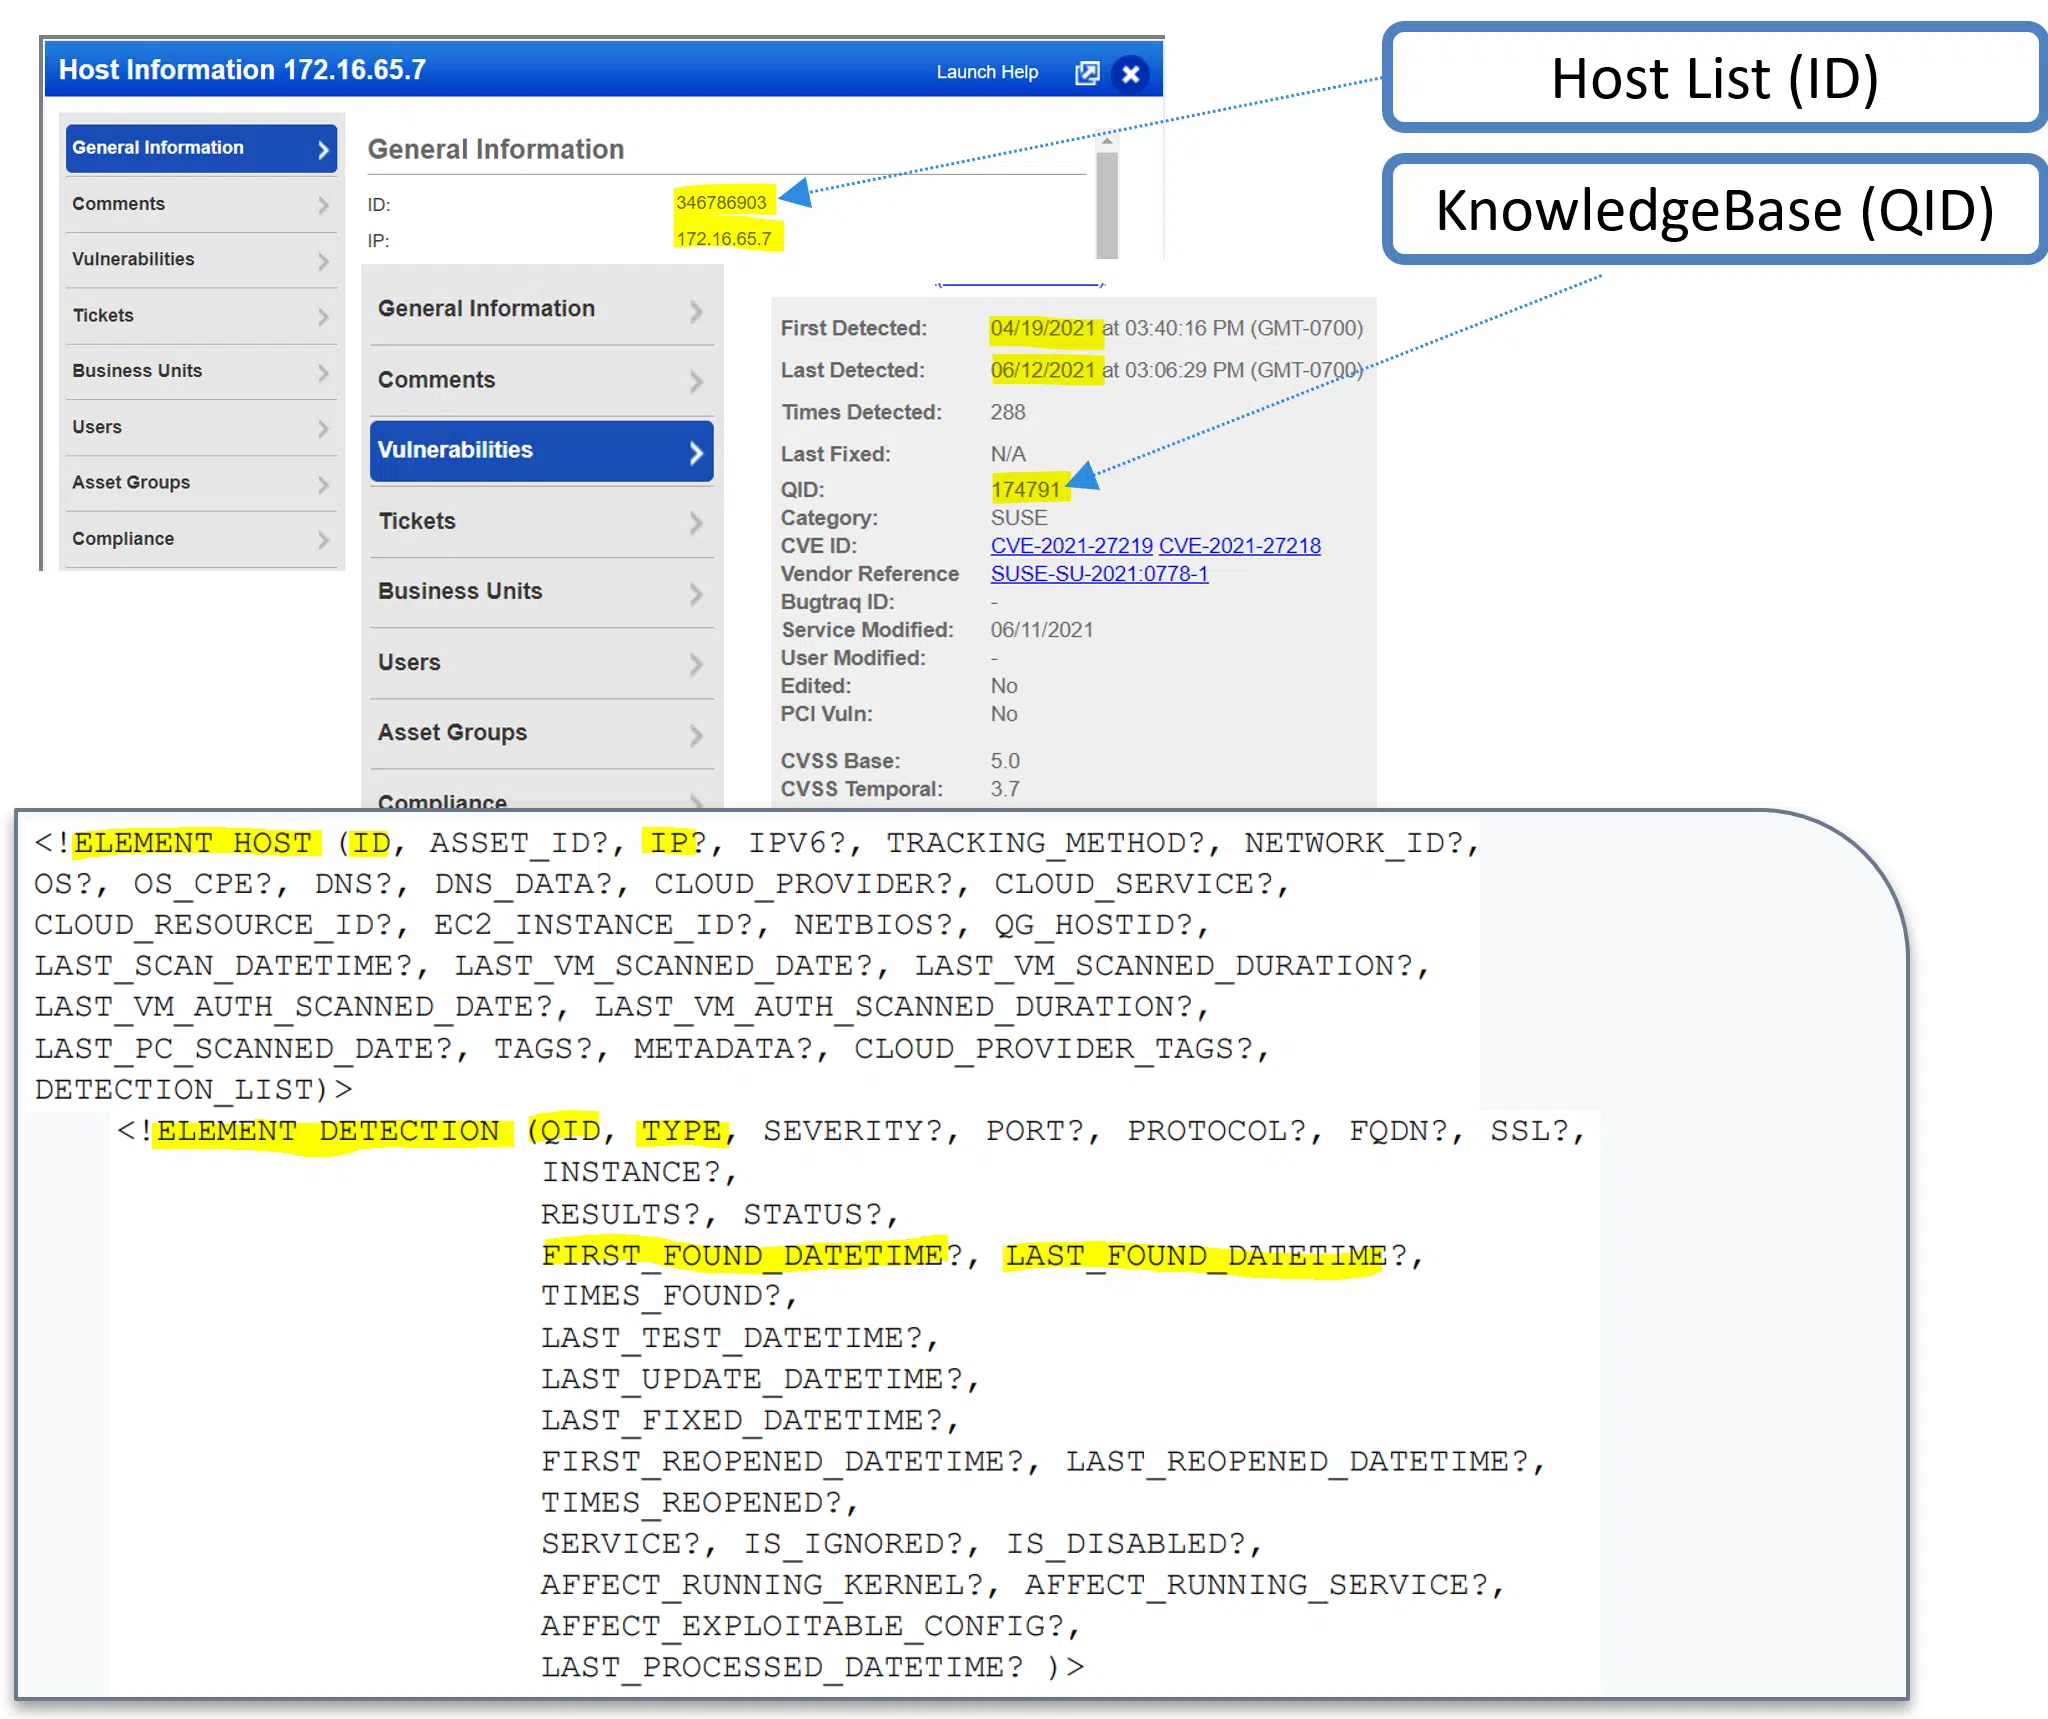 Host Information 172.16.65.7
Launch Help
Host List (ID)
KnowledgeBase (QID)
General Information
Comments
Vulnerabilities
Tickets
Business Units
Users
Asset Groups
Compliance
General Information
ID: 346786903
IP: 172.16.65.7
General Information
Comments
Vulnerabilities
Tickets
Business Units
Users
Asset Groups
Compliance
First Detected: 04/19/2021 at 03:40:16 PM (GMT-0700)
Last Detected: 06/12/2021 at 03:06:29 PM (GMT-0700)
Times Detected: 288
Last Fixed: N/A
QID: 174791
Category: SUSE
CVE ID: CVE-2021-27219 CVE-2021-27218
Vendor Reference SUSE-SU-2021:0778-1
Bugtraq ID: -
Service Modified: 06/11/2021
User Modified: -
Edited: No
PCI Vuln: No
CVSS Base: 5.0
CVSS Temporal: 3.7
<!ELEMENT HOST (ID, ASSET_ID?, IP?, IPV6?, TRACKING_METHOD?, NETWORK_ID?,
OS?, OS_CPE?, DNS?, DNS_DATA?, CLOUD_PROVIDER?, CLOUD_SERVICE?,
CLOUD_RESOURCE_ID?, EC2_INSTANCE_ID?, NETBIOS?, QG_HOSTID?,
LAST_SCAN_DATETIME?, LAST_VM_SCANNED_DATE?, LAST_VM_SCANNED_DURATION?,
LAST_VM_AUTH_SCANNED_DATE?, LAST_VM_AUTH_SCANNED_DURATION?,
LAST_PC_SCANNED_DATE?, TAGS?, METADATA?, CLOUD_PROVIDER_TAGS?,
DETECTION_LIST)>
<!ELEMENT DETECTION (QID, TYPE, SEVERITY?, PORT?, PROTOCOL?, FQDN?, SSL?,
INSTANCE?,
RESULTS?, STATUS?,
FIRST_FOUND_DATETIME?, LAST_FOUND_DATETIME?,
TIMES_FOUND?,
LAST_TEST_DATETIME?,
LAST_UPDATE_DATETIME?,
LAST_FIXED_DATETIME?,
FIRST_REOPENED_DATETIME?, LAST_REOPENED_DATETIME?,
TIMES_REOPENED?,
SERVICE?, IS_IGNORED?, IS_DISABLED?,
AFFECT_RUNNING_KERNEL?, AFFECT_RUNNING_SERVICE?,
AFFECT_EXPLOITABLE_CONFIG?,
LAST_PROCESSED_DATETIME? )>